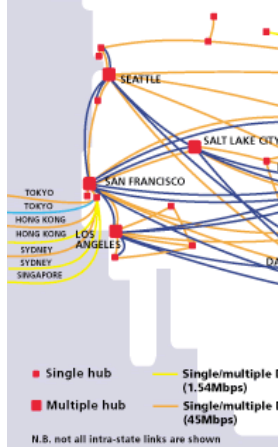 SEATTLE
SALT LAKE CITY
SAN FRANCISCO
TOKYO
TOKYO
HONG KONG
HONG KONG
LOS
ANGELES
SYDNEY
SYDNEY
SINGAPORE
DA
Single hub
Single/multiple
(1.54Mbps)
Multiple hub
Single/multiple
(45Mbps)
N.B. not all intra-state links are shown